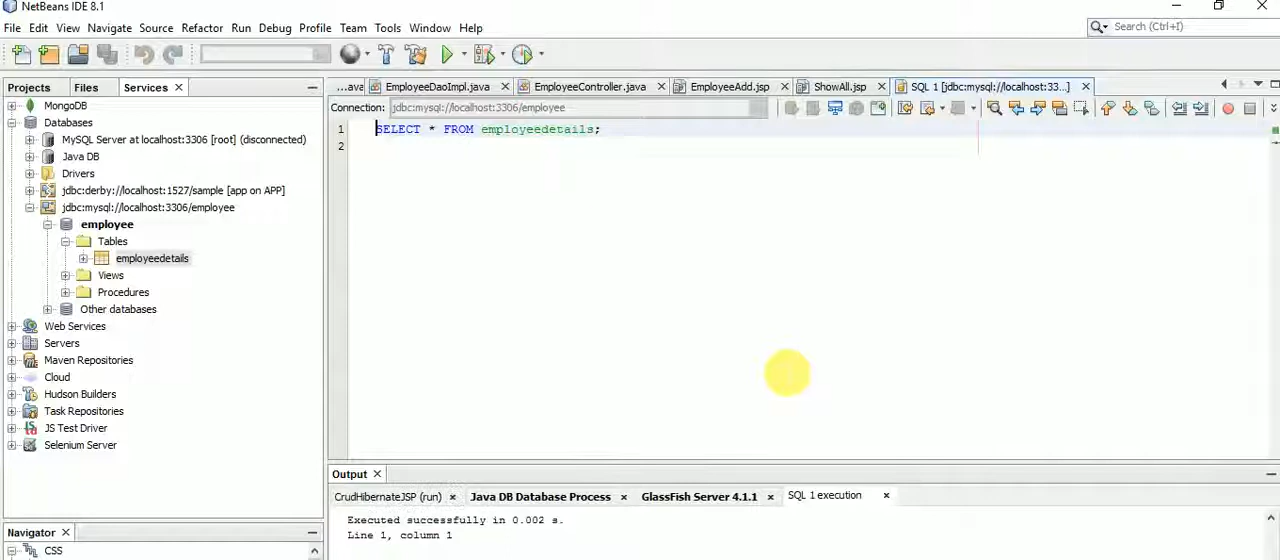 NetBeans IDE 8.1
File Edit View Navigate Source Refactor Run Debug Profile Team Tools Window Help
Search (Ctrl+I)
Projects Files Services
...ava EmployeeDaoImpl.java EmployeeController.java EmployeeAdd.jsp ShowAll.jsp SQL 1 [jdbc:mysql://localhost:33...]
Connection: jdbc:mysql://localhost:3306/employee
1 SELECT * FROM employeedetails;
2
MongoDB
Databases
MySQL Server at localhost:3306 [root] (disconnected)
Java DB
Drivers
jdbc:derby://localhost:1527/sample [app on APP]
jdbc:mysql://localhost:3306/employee
employee
Tables
employeedetails
Views
Procedures
Other databases
Web Services
Servers
Maven Repositories
Cloud
Hudson Builders
Task Repositories
JS Test Driver
Selenium Server
Navigator
CSS
Output
CrudHibernateJSP (run) Java DB Database Process GlassFish Server 4.1.1 SQL 1 execution
Executed successfully in 0.002 s.
Line 1, column 1